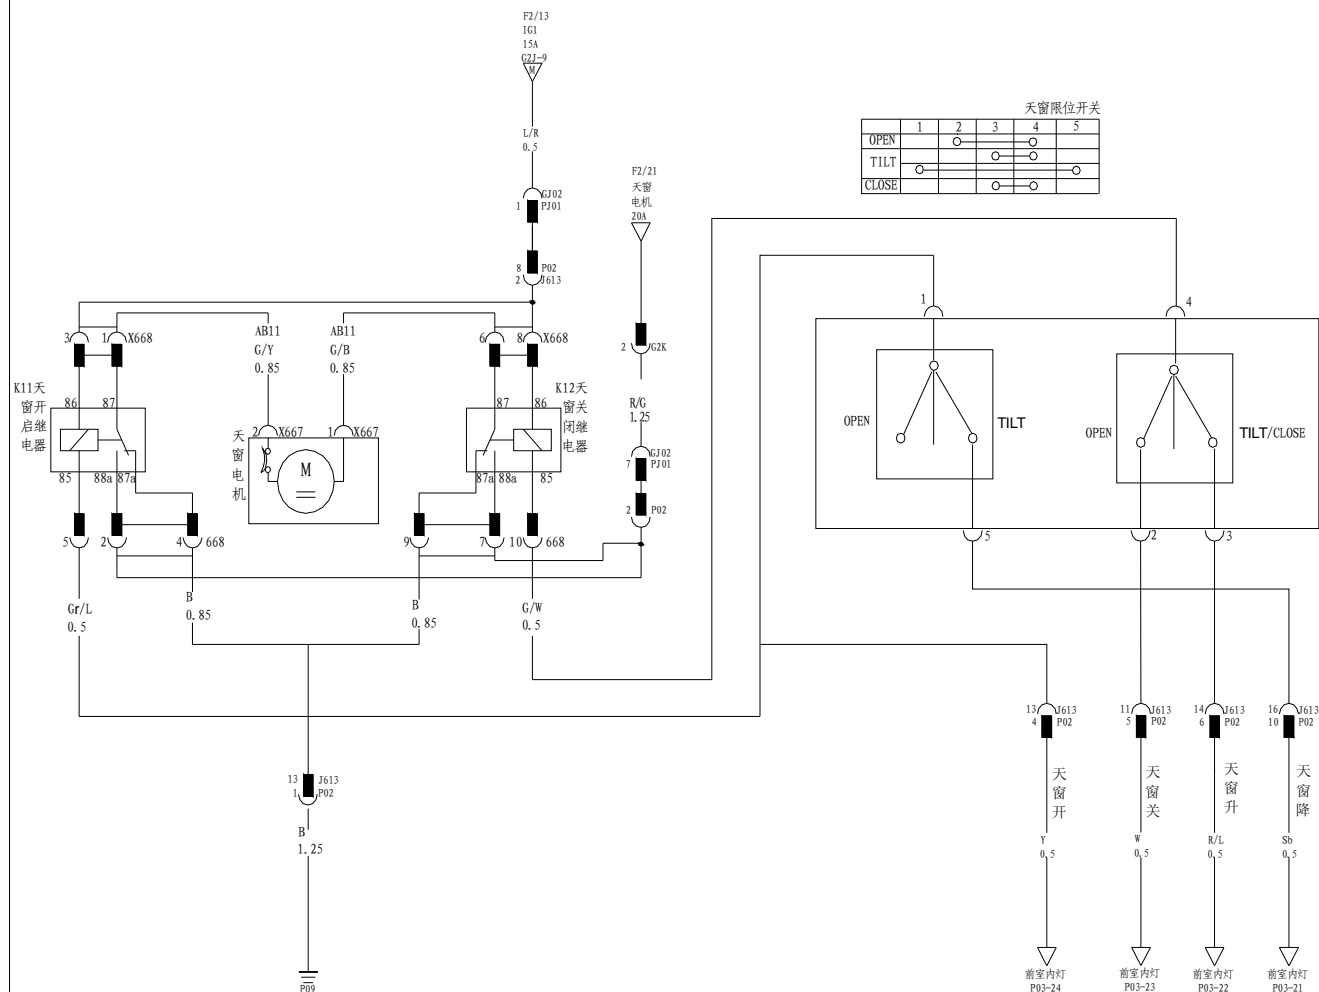 F2/13
IG1
15A
G2J-9
M
L/R
0.5
GJ02
1 PJ01
8 P02
2 J613
F2/21
天窗
电机
20A
2 G2K
R/G
1.25
GJ02
7 PJ01
2 P02
天窗限位开关
1 2 3 4 5
OPEN
TILT
CLOSE
3 1 X668
AB11
G/Y
0.85
AB11
G/B
0.85
6 8 X668
K11天
窗开
启继
电器
86 87
85 88a 87a
天
窗
电
机
2 X667
1 X667
M
K12天
窗关
闭继
电器
87 86
87a 88a 85
5 2 4 668
9 7 10 668
Gr/L
0.5
B
0.85
B
0.85
G/W
0.5
13 J613
1 P02
B
1.25
P09
1
4
OPEN
TILT
OPEN
TILT/CLOSE
5
2
3
13 J613
4 P02
天
窗
开
Y
0.5
前室内灯
P03-24
11 J613
5 P02
天
窗
关
W
0.5
前室内灯
P03-23
14 J613
6 P02
天
窗
升
R/L
0.5
前室内灯
P03-22
16 J613
10 P02
天
窗
降
Sb
0.5
前室内灯
P03-21